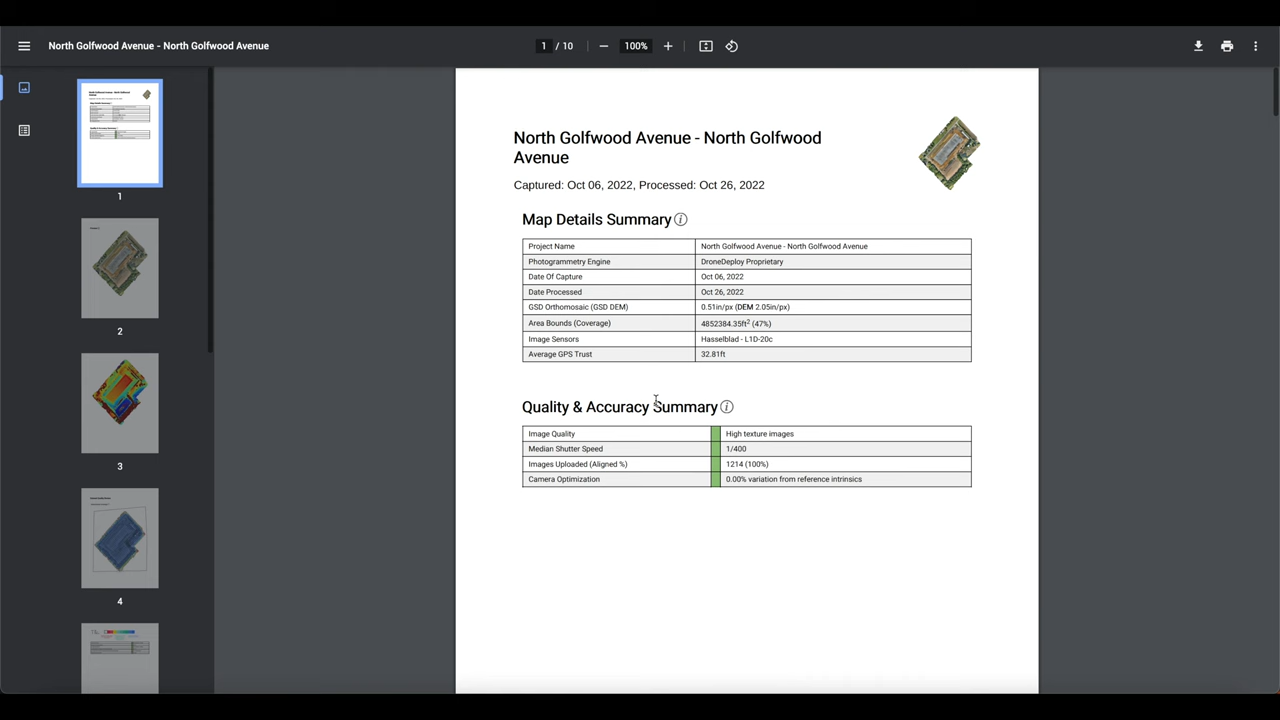 North Golfwood Avenue - North Golfwood Avenue
1 / 10
100%
1
2
3
4
North Golfwood Avenue - North Golfwood
Avenue
Captured: Oct 06, 2022, Processed: Oct 26, 2022
Map Details Summary
Project Name North Golfwood Avenue - North Golfwood Avenue
Photogrammetry Engine DroneDeploy Proprietary
Date Of Capture Oct 06, 2022
Date Processed Oct 26, 2022
GSD Orthomosaic (GSD DEM) 0.51in/px (DEM 2.05in/px)
Area Bounds (Coverage) 4852384.35ft² (47%)
Image Sensors Hasselblad - L1D-20c
Average GPS Trust 32.81ft
Quality & Accuracy Summary
Image Quality High texture images
Median Shutter Speed 1/400
Images Uploaded (Aligned %) 1214 (100%)
Camera Optimization 0.00% variation from reference intrinsics